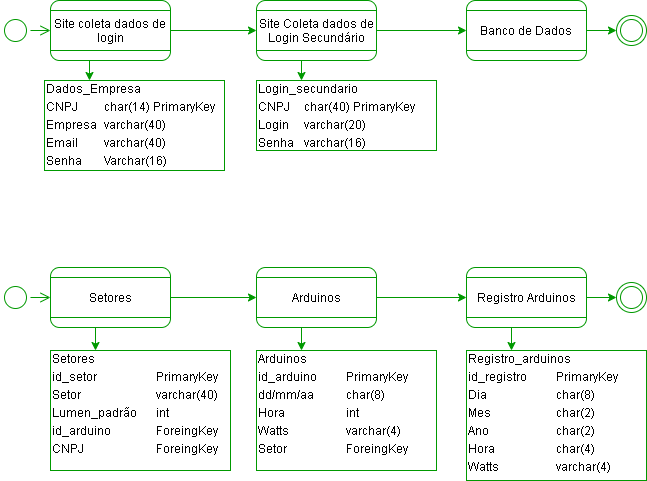 Site coleta dados de
login
Site Coleta dados de
Login Secundário
Banco de Dados
Dados_Empresa
CNPJ char(14) PrimaryKey
Empresa varchar(40)
Email varchar(40)
Senha Varchar(16)
Login_secundario
CNPJ char(40) PrimaryKey
Login varchar(20)
Senha varchar(16)
Setores
Arduinos
Registro Arduinos
Setores
id_setor PrimaryKey
Setor varchar(40)
Lumen_padrão int
id_arduino ForeingKey
CNPJ ForeingKey
Arduinos
id_arduino PrimaryKey
dd/mm/aa char(8)
Hora int
Watts varchar(4)
Setor ForeingKey
Registro_arduinos
id_registro PrimaryKey
Dia char(8)
Mes char(2)
Ano char(2)
Hora char(4)
Watts varchar(4)